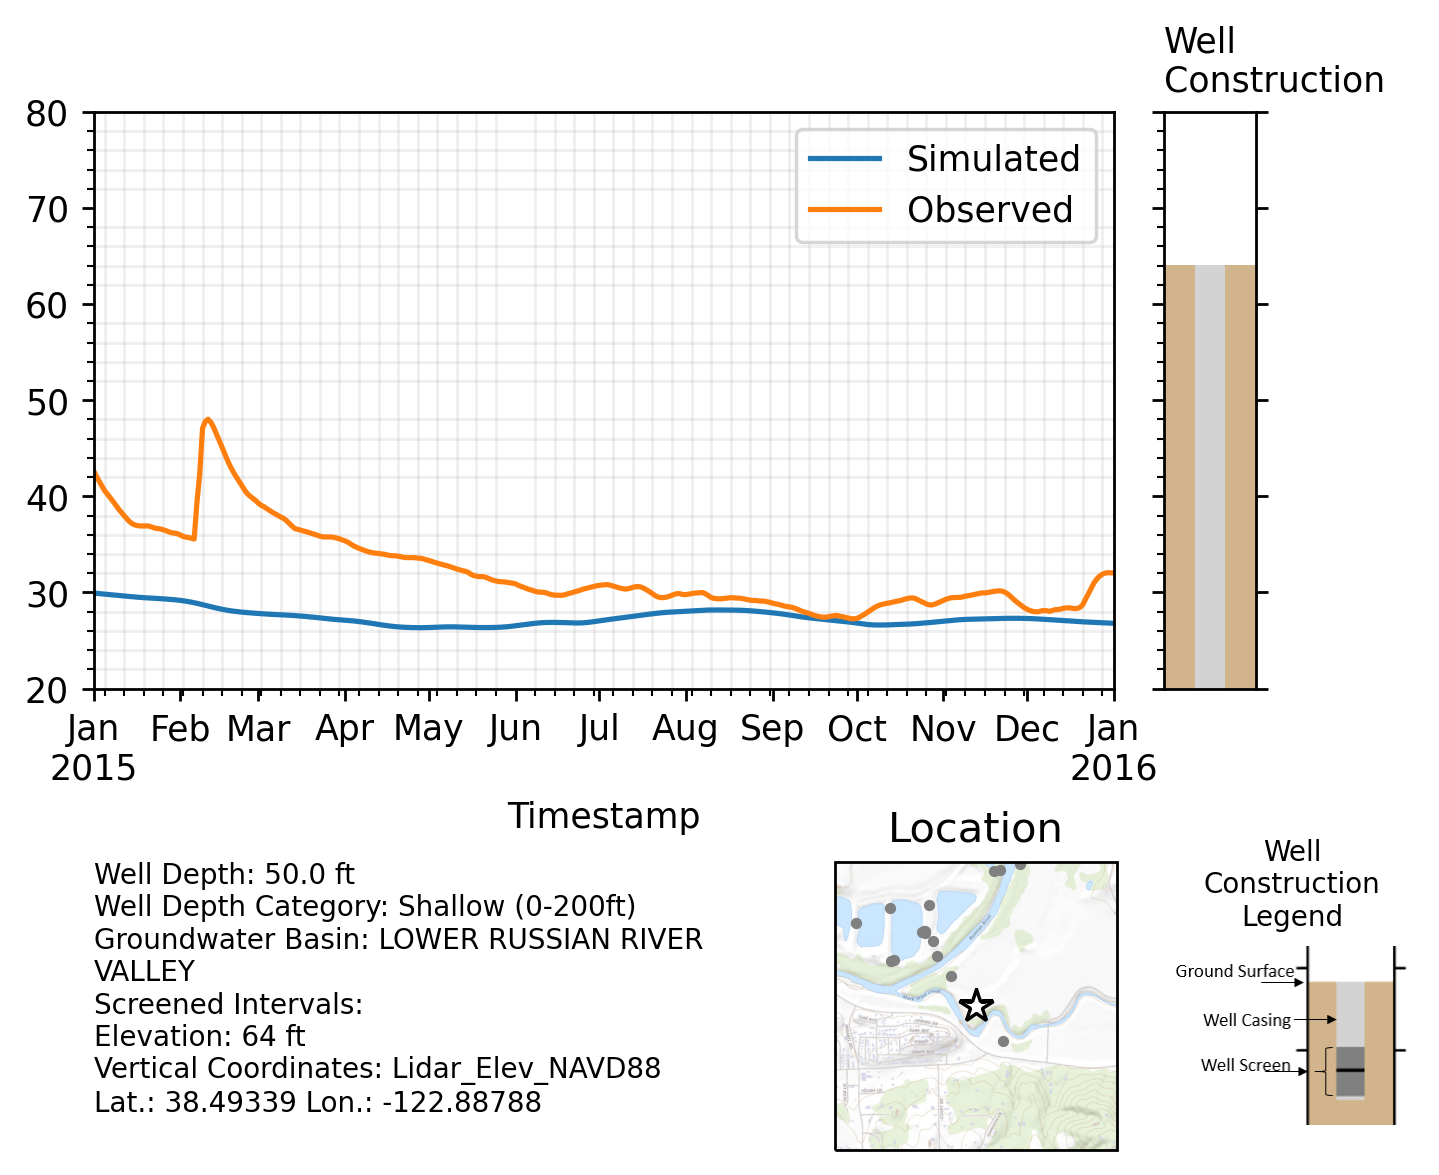 Well
Construction
80
70
60
50
40
30
20
Simulated
Observed
Jan Feb Mar Apr May Jun Jul Aug Sep Oct Nov Dec Jan
2015 2016
Timestamp
Location
Well Depth: 50.0 ft
Well Depth Category: Shallow (0-200ft)
Groundwater Basin: LOWER RUSSIAN RIVER
VALLEY
Screened Intervals:
Elevation: 64 ft
Vertical Coordinates: Lidar_Elev_NAVD88
Lat.: 38.49339 Lon.: -122.88788
Well
Construction
Legend
Ground Surface
Well Casing
Well Screen